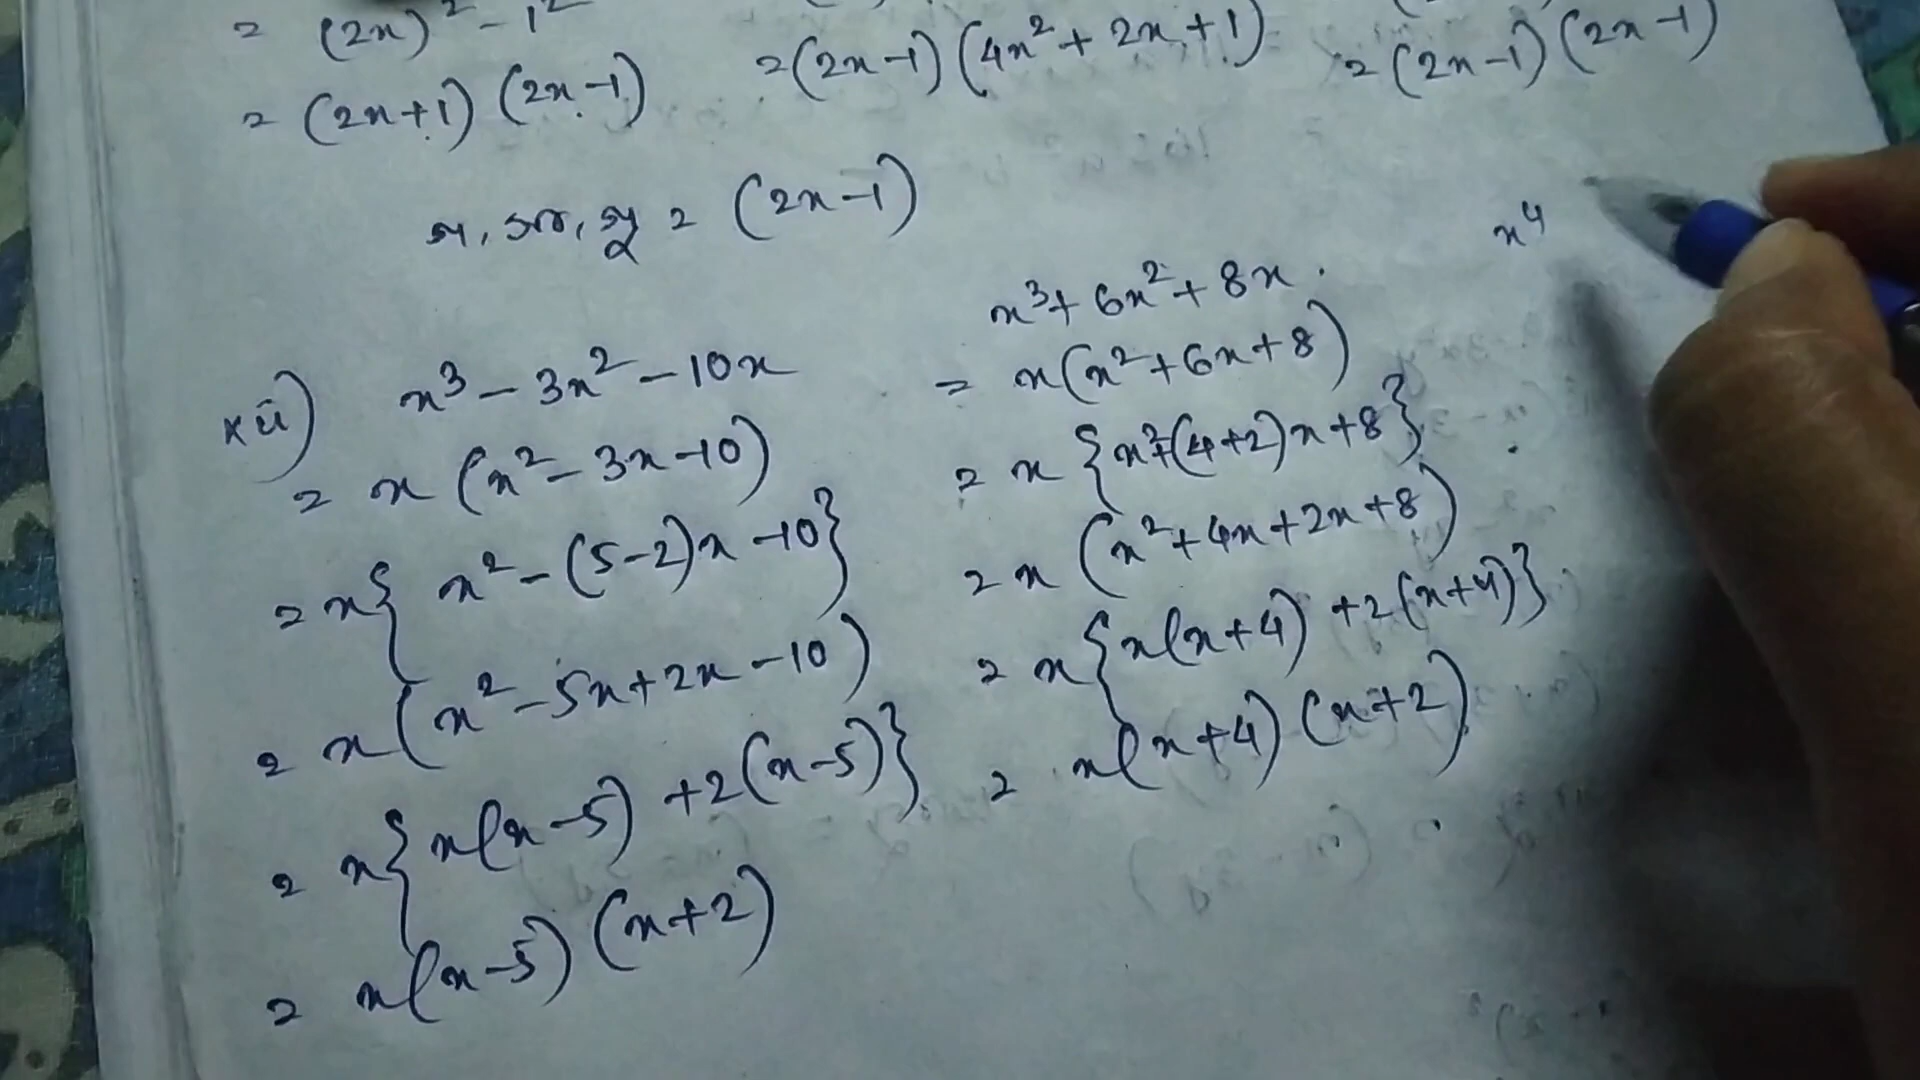 = (2x)² - 1²
= (2x+1) (2x-1)
= (2x-1) (4x² + 2x + 1)
= (2x-1) (2x-1)
গ, সা, গু = (2x-1)
xii) x³ - 3x² - 10x
= x (x² - 3x - 10)
= x{ x² - (5-2)x - 10}
= x (x² - 5x + 2x - 10)
= x{x(x-5) + 2(x-5)}
= x(x-5) (x+2)
x³ + 6x² + 8x
= x(x² + 6x + 8)
= x {x² + (4+2)x + 8}
= x (x² + 4x + 2x + 8)
= x {x(x+4) + 2(x+4)}
= x(x+4) (x+2)
x⁴